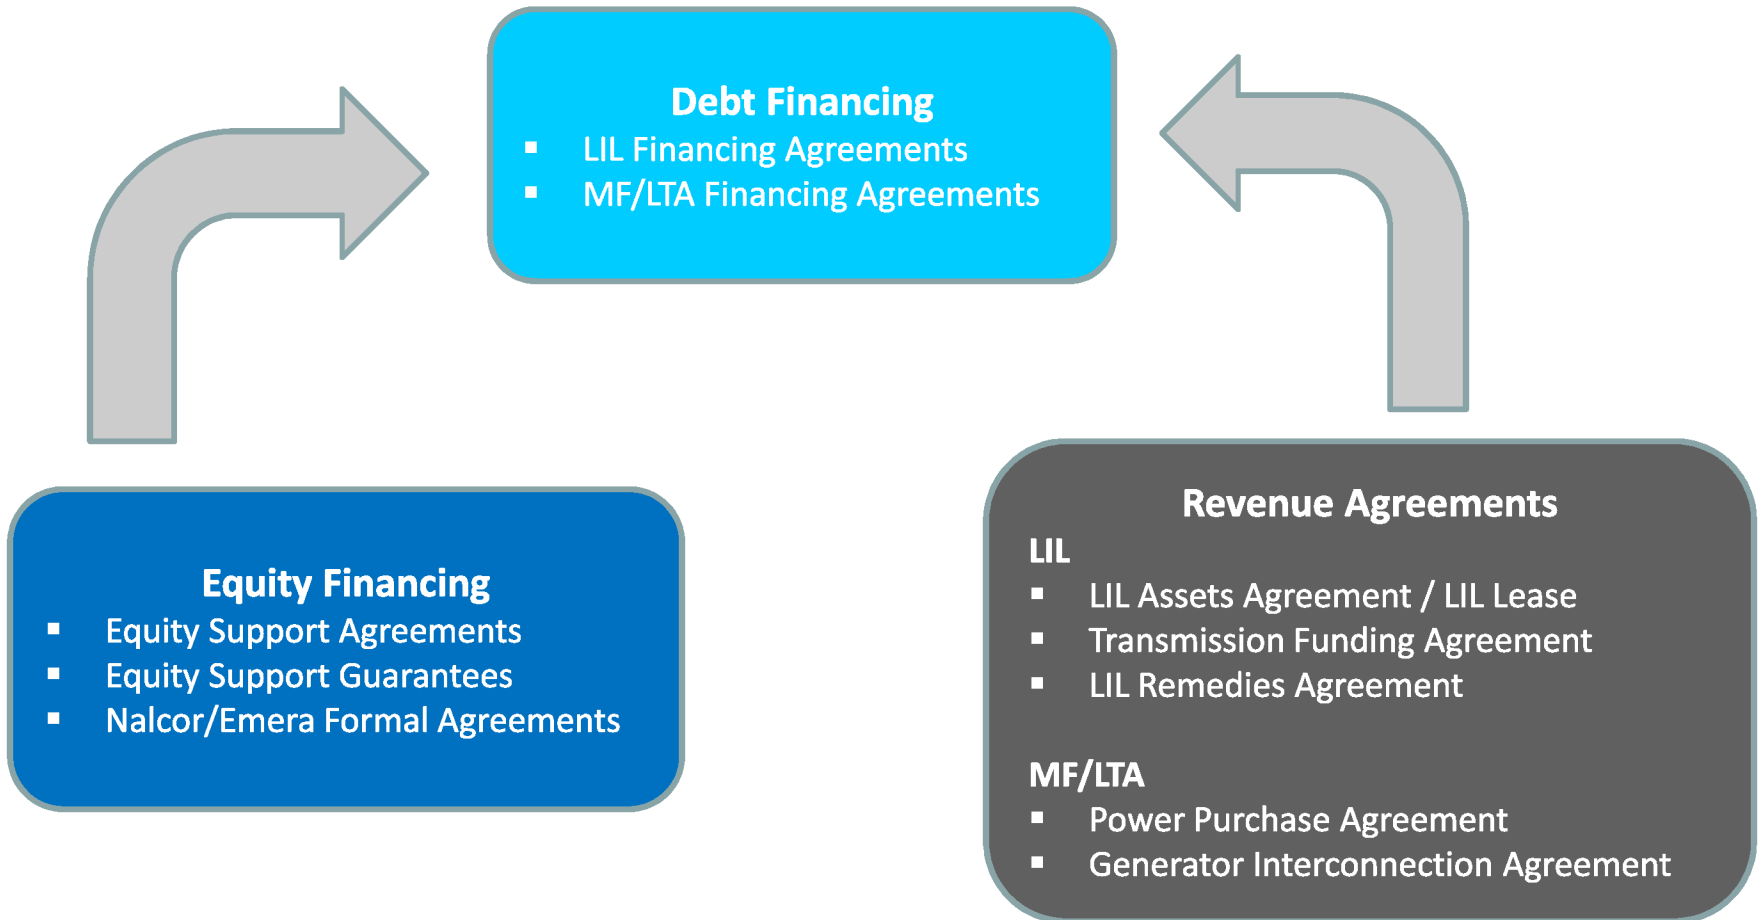 Debt Financing
▪ LIL Financing Agreements
▪ MF/LTA Financing Agreements
Equity Financing
▪ Equity Support Agreements
▪ Equity Support Guarantees
▪ Nalcor/Emera Formal Agreements
Revenue Agreements
LIL
▪ LIL Assets Agreement / LIL Lease
▪ Transmission Funding Agreement
▪ LIL Remedies Agreement
MF/LTA
▪ Power Purchase Agreement
▪ Generator Interconnection Agreement